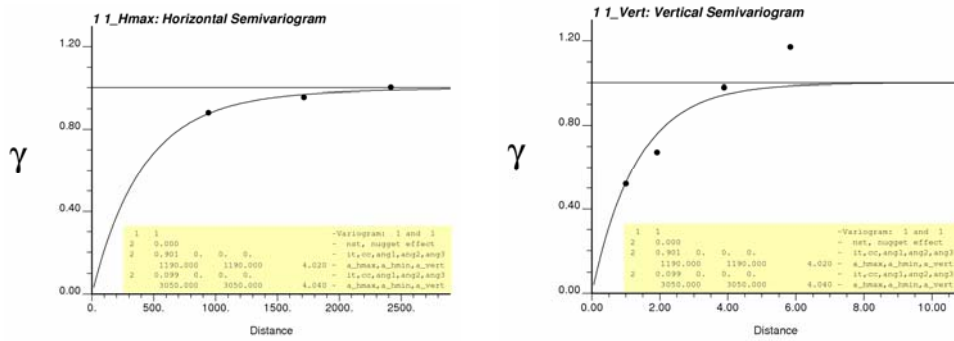 1 1_Hmax: Horizontal Semivariogram
1.20
0.80
γ
0.40
0.00
1 1 -Variogram: 1 and 1
2 0.000 - nst, nugget effect
2 0.901 0. 0. 0. - it,cc,ang1,ang2,ang3
1190.000 1190.000 4.020 - a_hmax,a_hmin,a_vert
2 0.099 0. 0. 0. - it,cc,ang1,ang2,ang3
3050.000 3050.000 4.040 - a_hmax,a_hmin,a_vert
0. 500. 1000. 1500. 2000. 2500.
Distance
1 1_Vert: Vertical Semivariogram
1.20
0.80
γ
0.40
0.00
1 1 -Variogram: 1 and 1
2 0.000 - nst, nugget effect
2 0.901 0. 0. 0. - it,cc,ang1,ang2,ang3
1190.000 1190.000 4.020 - a_hmax,a_hmin,a_vert
2 0.099 0. 0. 0. - it,cc,ang1,ang2,ang3
3050.000 3050.000 4.040 - a_hmax,a_hmin,a_vert
0.00 2.00 4.00 6.00 8.00 10.00
Distance